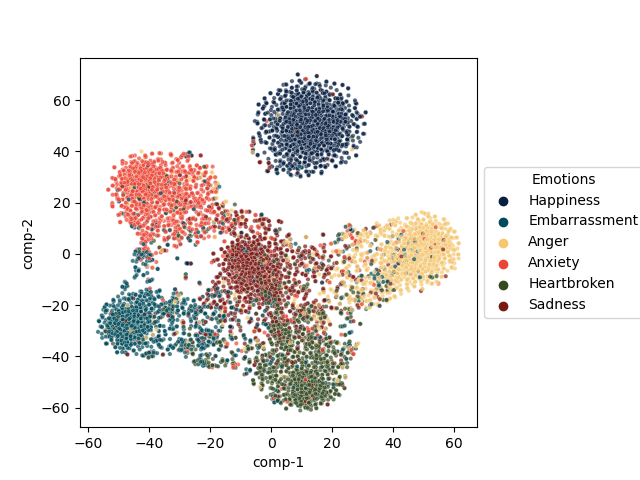 60
40
20
0
−20
−40
−60
−60
−40
−20
0
20
40
60
comp-2
comp-1
Emotions
Happiness
Embarrassment
Anger
Anxiety
Heartbroken
Sadness